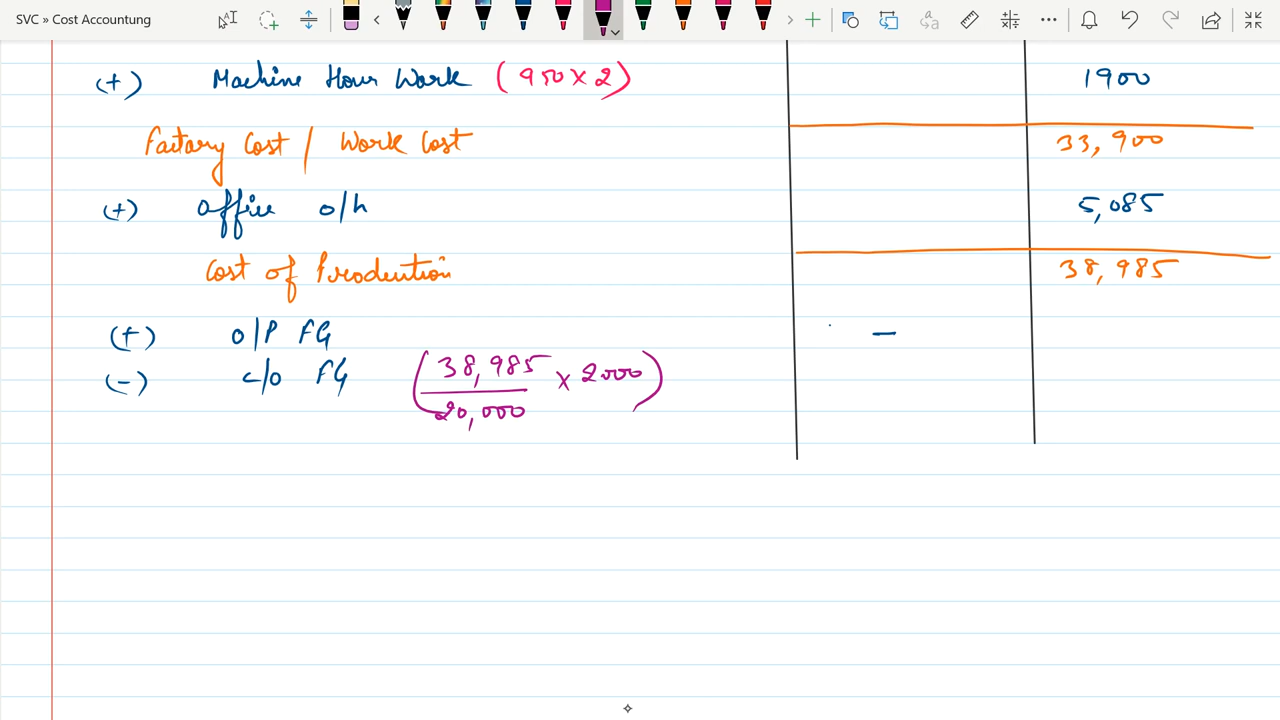 SVC » Cost Accountung
(+) Machine Hour Work (950 × 2) 1900
Factory Cost / Work Cost 33,900
(+) Office o/h 5,085
Cost of Production 38,985
(+) O/P FG —
(-) c/o FG (38,985 / 20,000 × 2000)